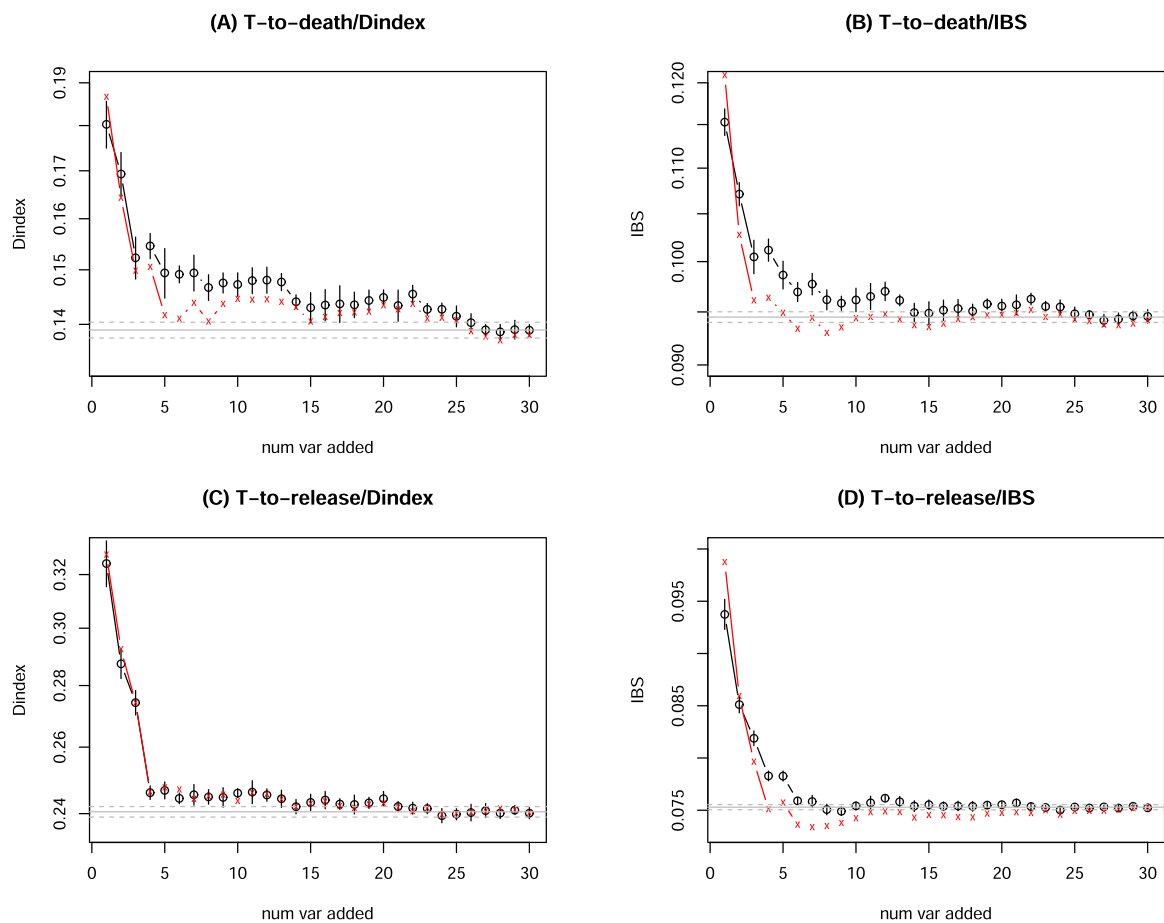 (A) T−to−death/Dindex
Dindex
0.19
0.17
0.16
0.15
0.14
0 5 10 15 20 25 30
num var added
(B) T−to−death/IBS
IBS
0.120
0.110
0.100
0.090
0 5 10 15 20 25 30
num var added
(C) T−to−release/Dindex
Dindex
0.32
0.30
0.28
0.26
0.24
0 5 10 15 20 25 30
num var added
(D) T−to−release/IBS
IBS
0.095
0.085
0.075
0 5 10 15 20 25 30
num var added